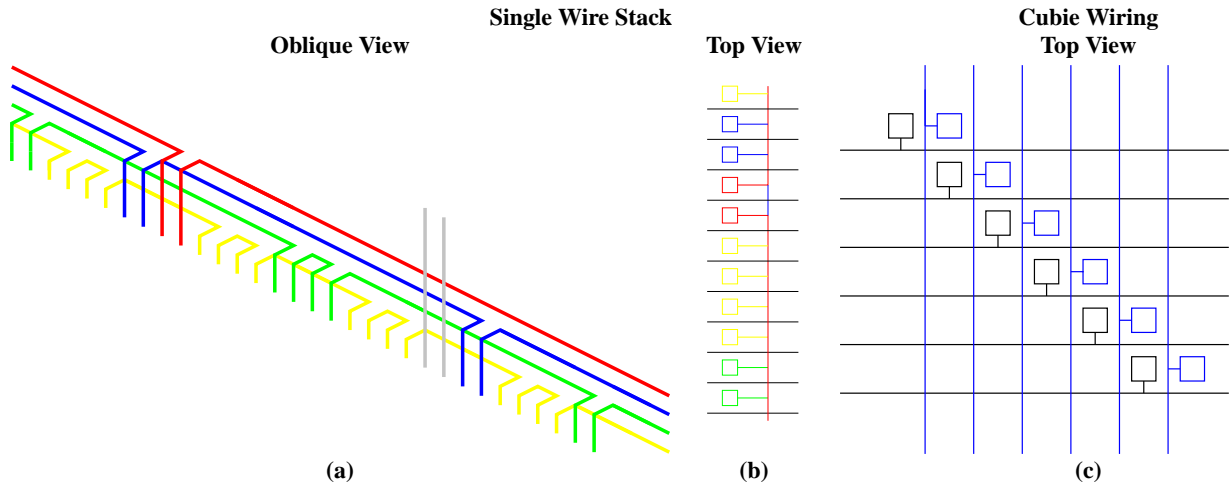 Single Wire Stack
Cubie Wiring
Oblique View
Top View
Top View
(a)
(b)
(c)